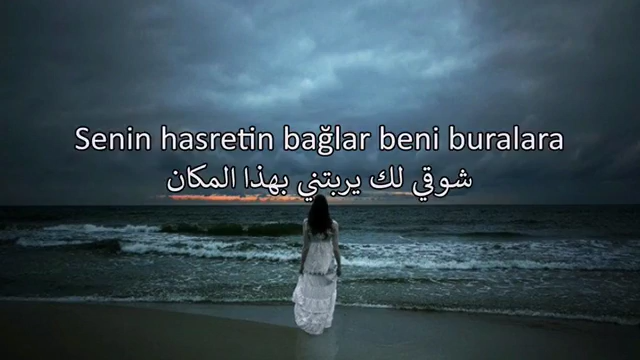 Senin hasretin bağlar beni buralara
شوقي لك يربتني بهذا المكان